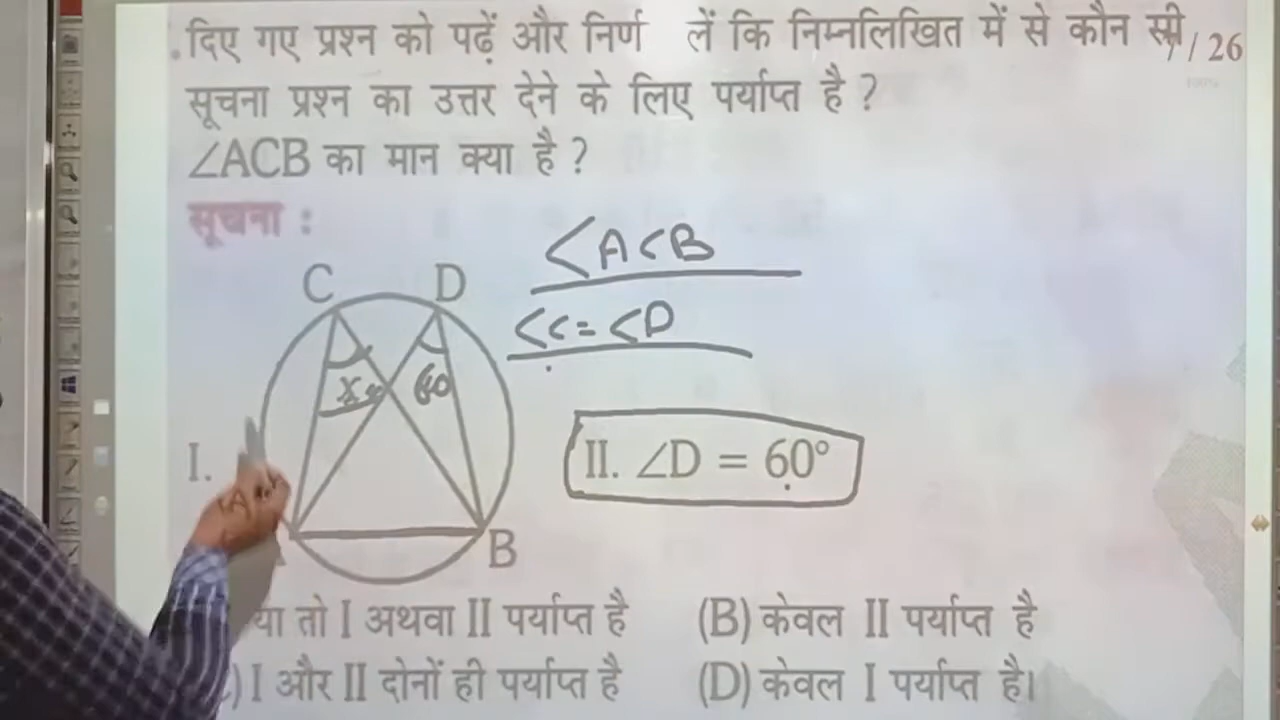 दिए गए प्रश्न को पढ़ें और निर्ण लें कि निम्नलिखित में से कौन सी
7/26
सूचना प्रश्न का उत्तर देने के लिए पर्याप्त है ?
∠ACB का मान क्या है ?
सूचना :
∠ACB
C D
∠C = ∠D
60
I.
II. ∠D = 60°
B
या तो I अथवा II पर्याप्त है (B) केवल II पर्याप्त है
) I और II दोनों ही पर्याप्त है (D) केवल I पर्याप्त है।